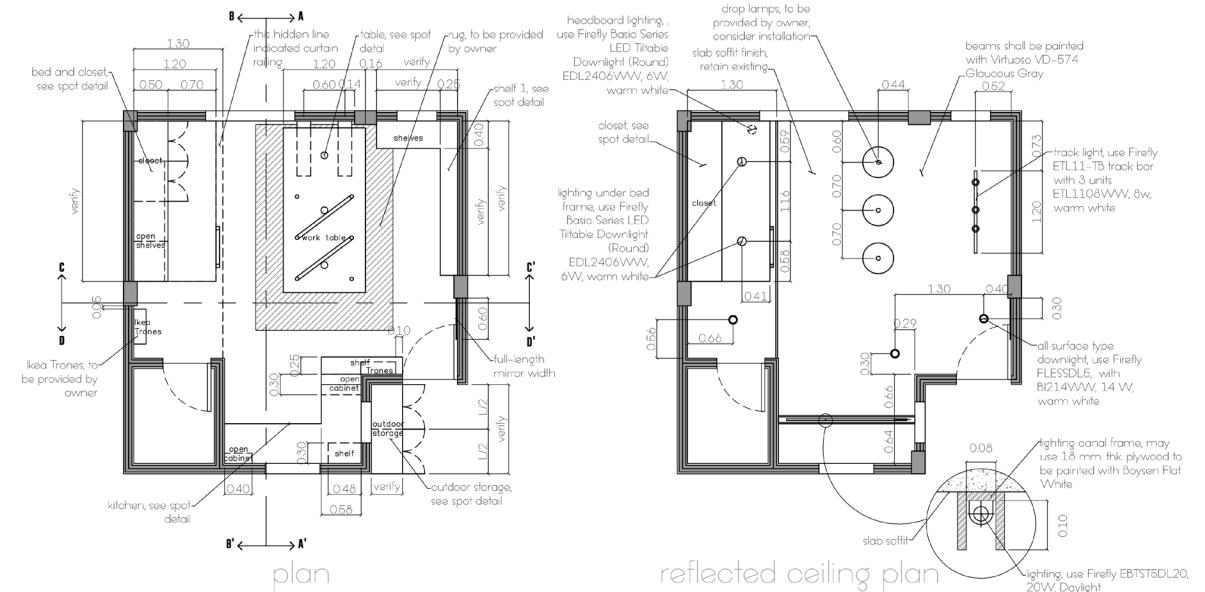 B
A
this hidden line
indicated curtain
railing
table, see spot
detal
rug, to be provided
by owner
1.30
1.20
0.50
0.70
1.20
0.16
0.60
0.14
verify
verify
0.25
bed and closet,
see spot detail
shelf 1, see
spot detail
shelves
0.40
closet
verify
verify
verify
open
shelves
work table
C
C'
D
D'
0.05
Ikea
Trones
0.10
0.60
0.25
shelf
Trones
0.30
open
cabinet
full-length
mirror width
Ikea Trones, to
be provided by
owner
L/2
L/2
verify
outdoor
storage
open
cabinet
0.30
shelf
0.40
0.48
0.58
verify
kitchen, see spot
detail
outdoor storage,
see spot detail
B'
A'
plan
headboard lighting, ,
use Firefly Basic Series
LED Tiltable
Downlight (Round)
EDL2406WW, 6W,
warm white
drop lamps, to be
provided by owner,
consider installation
slab soffit finish,
retain existing
beams shall be painted
with Virtuoso VD-574
Glaucous Gray
1.30
0.44
0.52
closet, see
spot detail
0.59
0.60
0.73
track light, use Firefly
ETL11-TB track bar
with 3 units
ETL1108WW, 8w,
warm white
lighting under bed
frame, use Firefly
Basic Series LED
Tiltable Downlight
(Round)
EDL2406WW,
6W, warm white
closet
1.16
0.70
0.70
1.20
0.58
0.41
1.30
0.40
0.30
0.56
0.66
0.29
0.30
all surface type
downlight, use Firefly
FLESSDL5, with
BI214WW, 14 W,
warm white
0.66
0.64
0.08
lighting canal frame, may
use 18 mm. thk. plywood to
be painted with Boysen Flat
White
0.10
slab soffit
lighting, use Firefly EBTST5DL20,
20W, Daylight
reflected ceiling plan